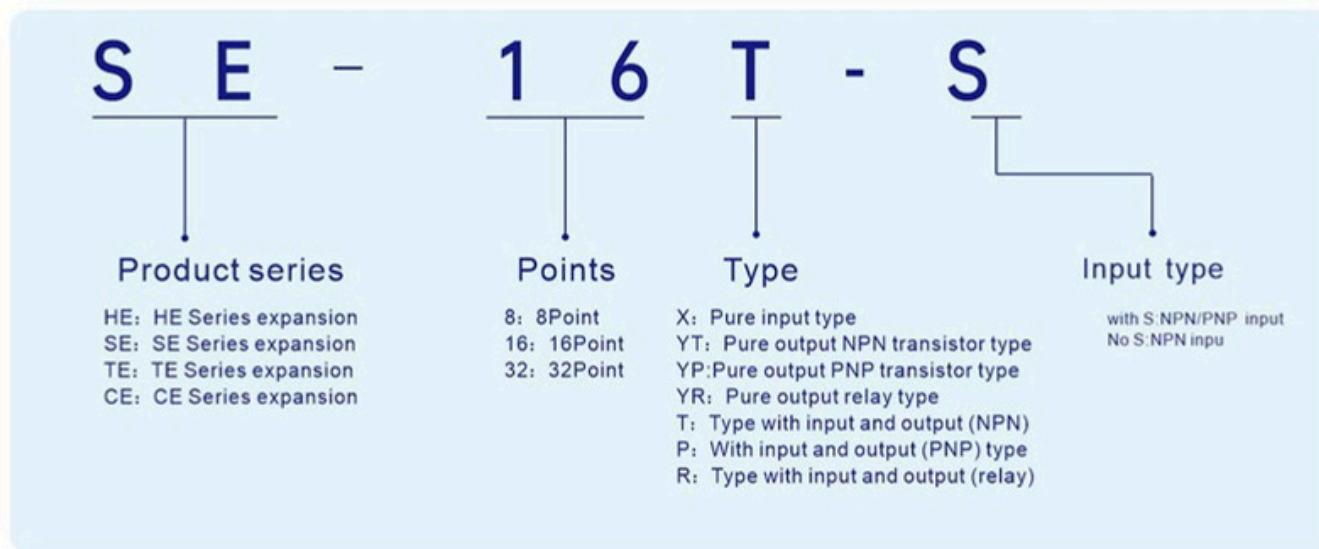 SE-16T-S
Product series
HE: HE Series expansion
SE: SE Series expansion
TE: TE Series expansion
CE: CE Series expansion
Points
8: 8Point
16: 16Point
32: 32Point
Type
X: Pure input type
YT: Pure output NPN transistor type
YP:Pure output PNP transistor type
YR: Pure output relay type
T: Type with input and output (NPN)
P: With input and output (PNP) type
R: Type with input and output (relay)
Input type
with S:NPN/PNP input
No S:NPN inpu